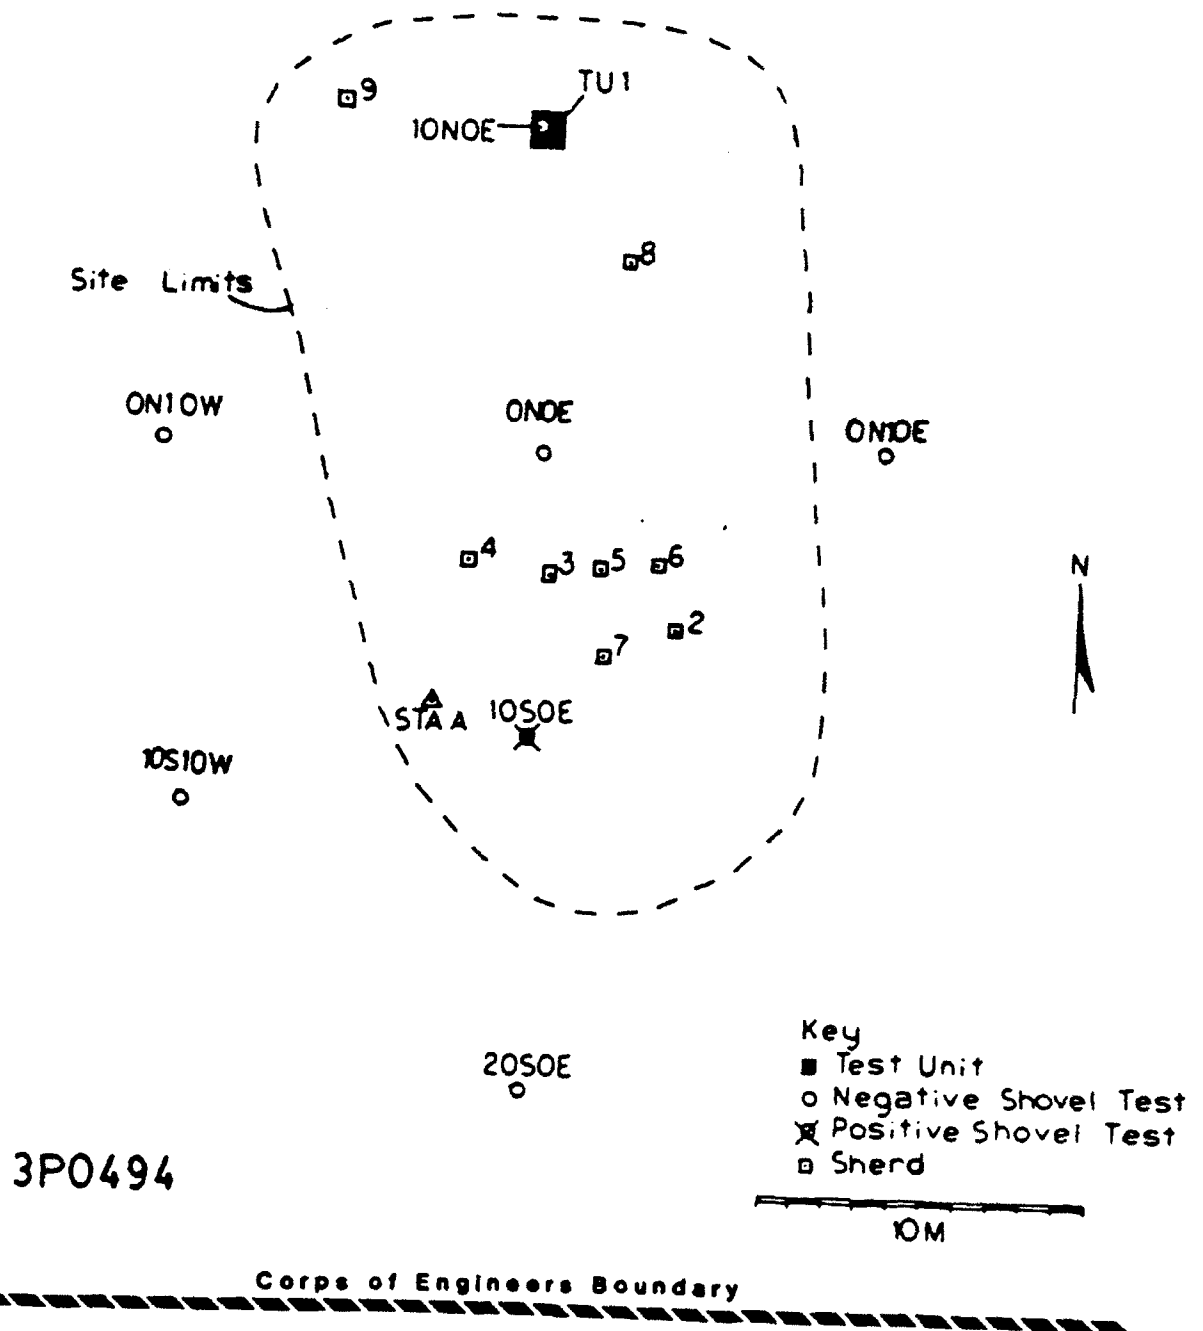 9
TU1
10N0E
8
Site Limits
0N10W
0N0E
0N10E
4
3
5
6
N
2
7
STA A
10S0E
10S10W
20S0E
Key
Test Unit
Negative Shovel Test
Positive Shovel Test
Sherd
3PO494
10M
Corps of Engineers Boundary